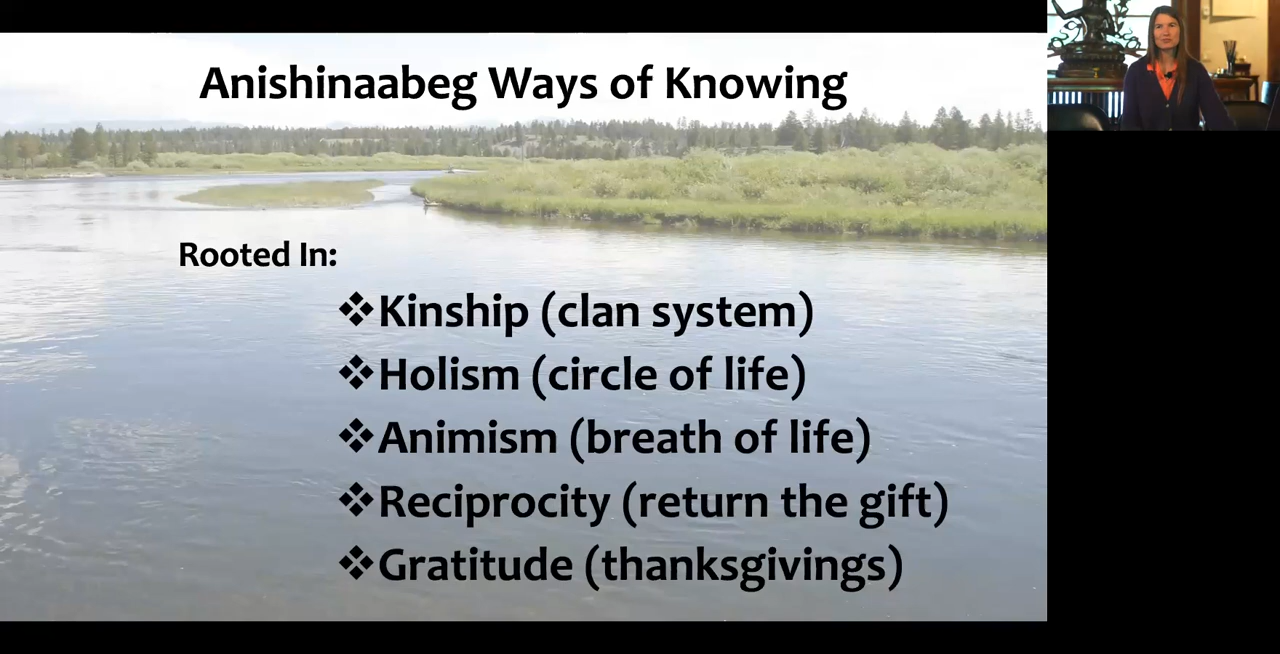 Anishinaabeg Ways of Knowing
Rooted In:
❖Kinship (clan system)
❖Holism (circle of life)
❖Animism (breath of life)
❖Reciprocity (return the gift)
❖Gratitude (thanksgivings)